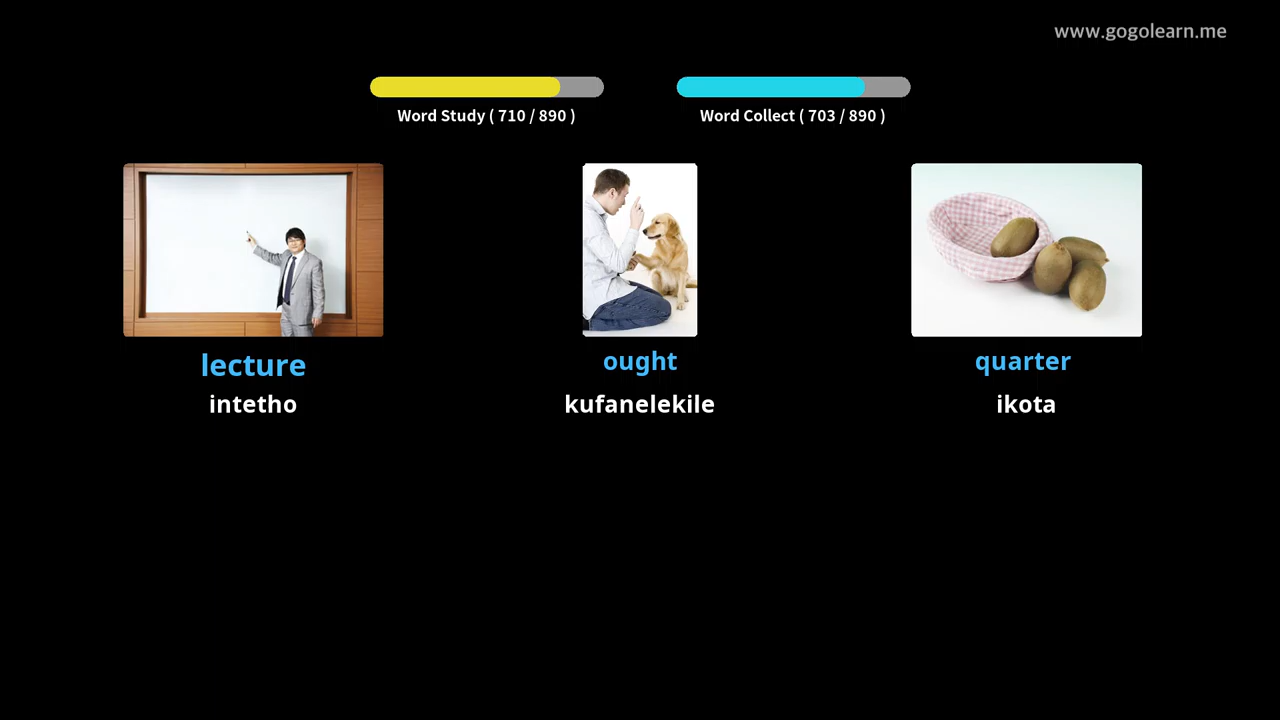 www.gogolearn.me
Word Study ( 710 / 890 )
Word Collect ( 703 / 890 )
lecture
ought
quarter
intetho
kufanelekile
ikota